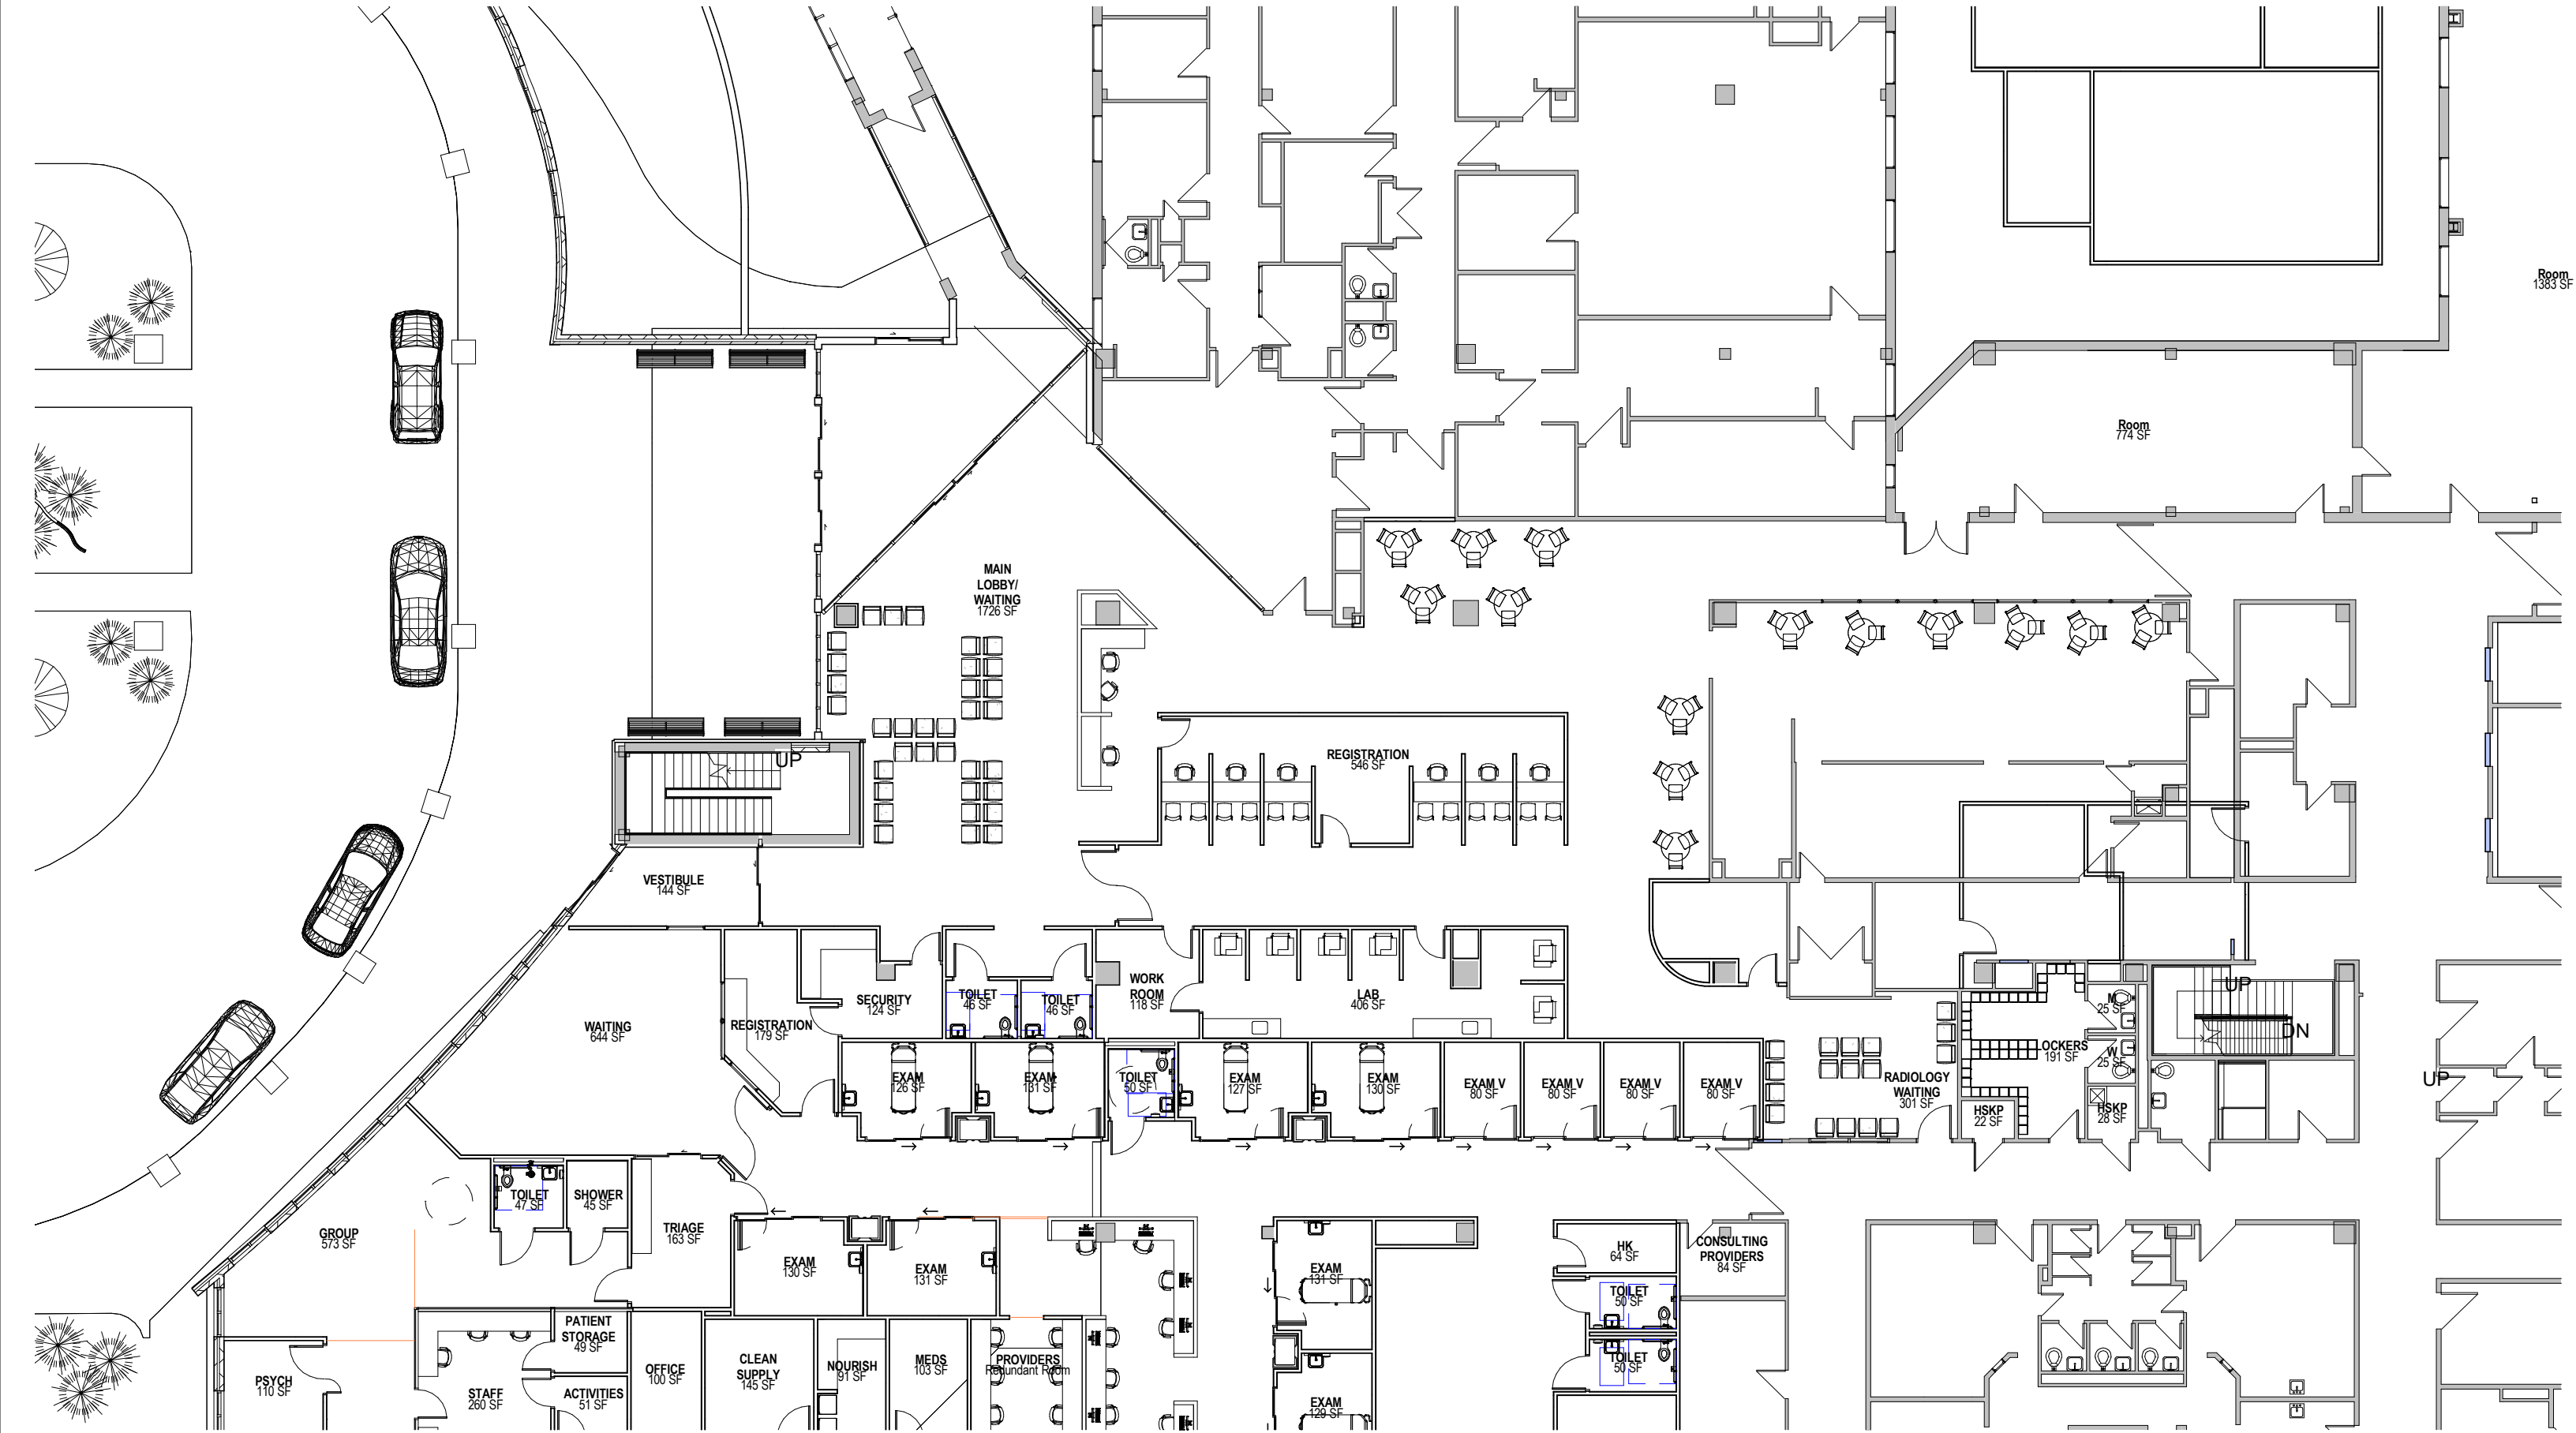 Room
1383 SF
Room
774 SF
MAIN
LOBBY/
WAITING
1726 SF
UP
REGISTRATION
546 SF
VESTIBULE
144 SF
WAITING
644 SF
REGISTRATION
179 SF
SECURITY
124 SF
TOILET
46 SF
TOILET
46 SF
WORK
ROOM
118 SF
LAB
406 SF
UP
DN
M
25 SF
OCKERS
191 SF
W
25 SF
EXAM
126 SF
EXAM
131 SF
TOILET
50 SF
EXAM
127 SF
EXAM
130 SF
EXAM V
80 SF
EXAM V
80 SF
EXAM V
80 SF
EXAM V
80 SF
RADIOLOGY
WAITING
301 SF
HSKP
22 SF
HSKP
28 SF
UP
GROUP
573 SF
TOILET
47 SF
SHOWER
45 SF
TRIAGE
163 SF
EXAM
130 SF
EXAM
131 SF
EXAM
131 SF
HK
64 SF
CONSULTING
PROVIDERS
84 SF
TOILET
50 SF
TOILET
50 SF
PSYCH
110 SF
STAFF
260 SF
PATIENT
STORAGE
49 SF
ACTIVITIES
51 SF
OFFICE
100 SF
CLEAN
SUPPLY
145 SF
NOURISH
91 SF
MEDS
103 SF
PROVIDERS
Redundant Room
EXAM
129 SF